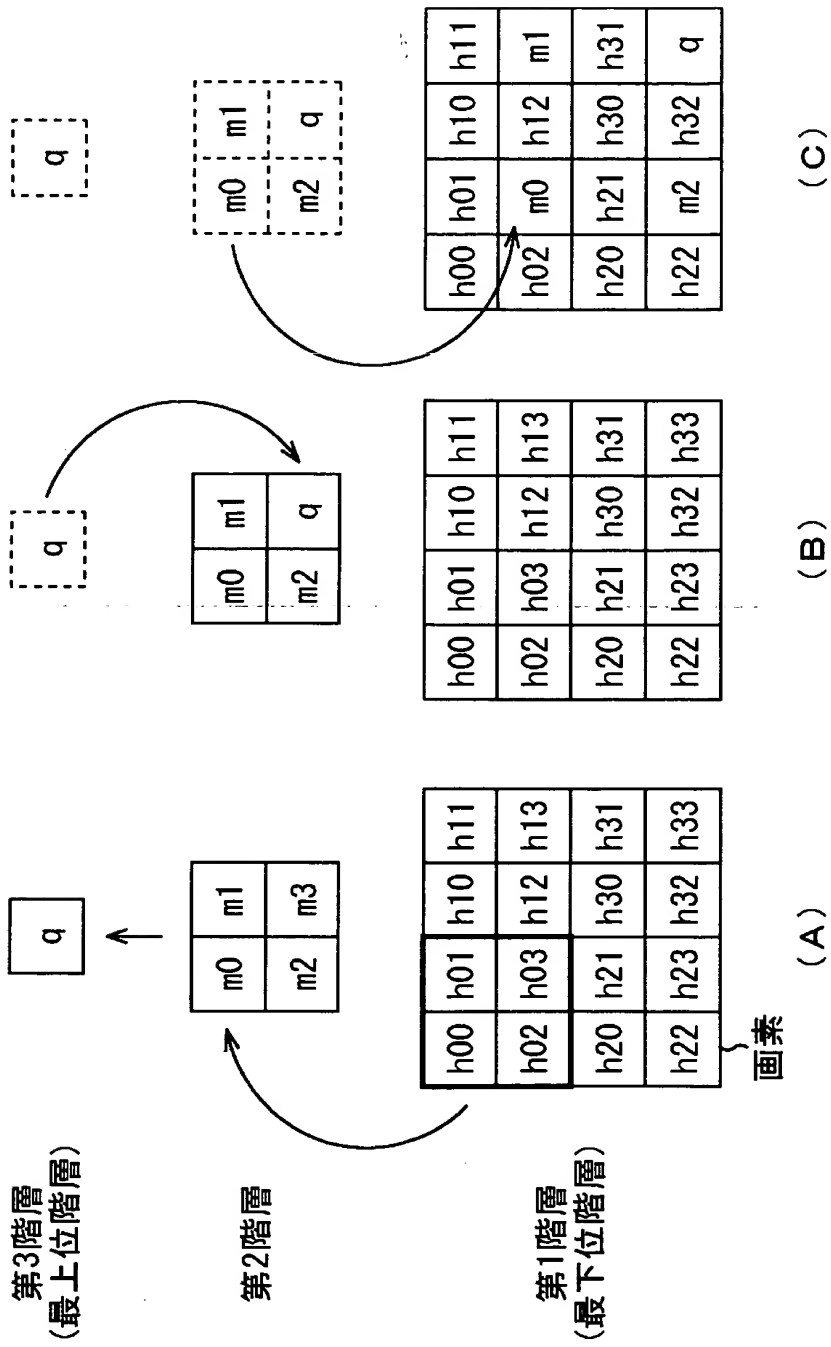 第3階層
(最上位階層)
q
q
q
第2階層
m0 m1
m2 m3
m0 m1
m2 q
m0 m1
m2 q
第1階層
(最下位階層)
h00 h01 h10 h11
h02 h03 h12 h13
h20 h21 h30 h31
h22 h23 h32 h33
画素
h00 h01 h10 h11
h02 h03 h12 h13
h20 h21 h30 h31
h22 h23 h32 h33
h00 h01 h10 h11
h02 m0 h12 m1
h20 h21 h30 h31
h22 m2 h32 q
(A)
(B)
(C)